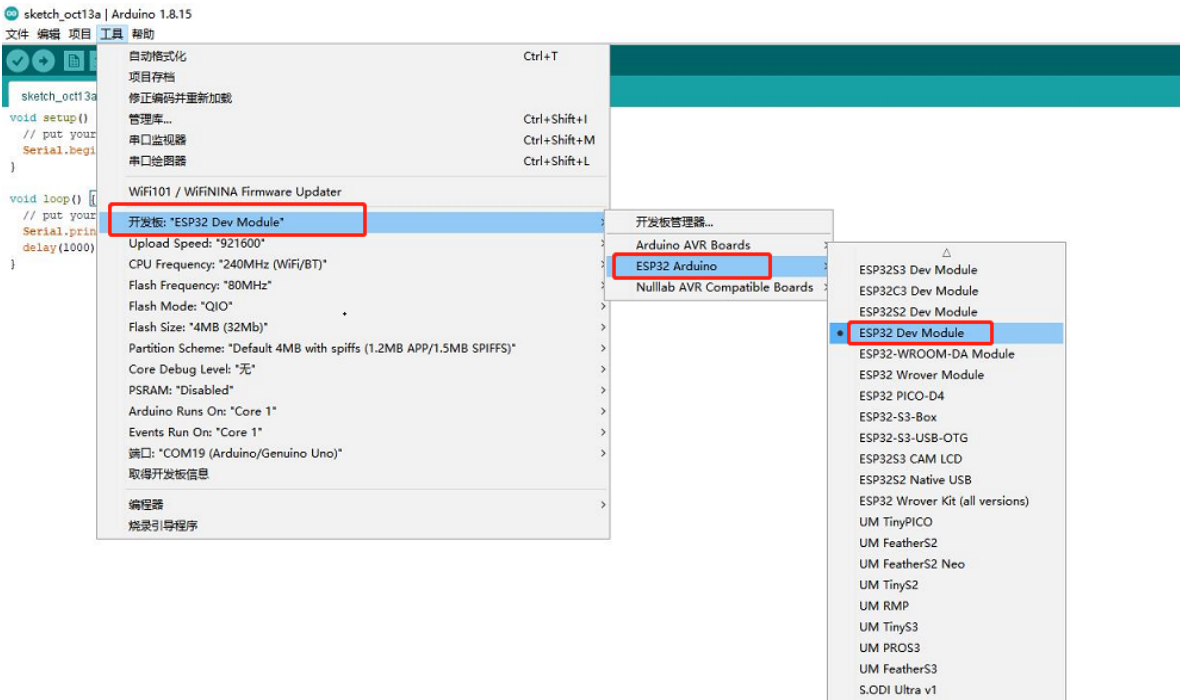 sketch_oct13a | Arduino 1.8.15
文件 编辑 项目 工具 帮助
自动格式化 Ctrl+T
项目存档
修正编码并重新加载
管理库... Ctrl+Shift+I
串口监视器 Ctrl+Shift+M
串口绘图器 Ctrl+Shift+L
WiFi101 / WiFiNINA Firmware Updater
开发板: "ESP32 Dev Module"
Upload Speed: "921600"
CPU Frequency: "240MHz (WiFi/BT)"
Flash Frequency: "80MHz"
Flash Mode: "QIO"
Flash Size: "4MB (32Mb)"
Partition Scheme: "Default 4MB with spiffs (1.2MB APP/1.5MB SPIFFS)"
Core Debug Level: "无"
PSRAM: "Disabled"
Arduino Runs On: "Core 1"
Events Run On: "Core 1"
端口: "COM19 (Arduino/Genuino Uno)"
取得开发板信息
编程器
烧录引导程序
sketch_oct13a
void setup()
// put your
Serial.begi
}
void loop() {
// put your
Serial.prin
delay(1000)
}
开发板管理器...
Arduino AVR Boards
ESP32 Arduino
Nulllab AVR Compatible Boards
ESP32S3 Dev Module
ESP32C3 Dev Module
ESP32S2 Dev Module
ESP32 Dev Module
ESP32-WROOM-DA Module
ESP32 Wrover Module
ESP32 PICO-D4
ESP32-S3-Box
ESP32-S3-USB-OTG
ESP32S3 CAM LCD
ESP32S2 Native USB
ESP32 Wrover Kit (all versions)
UM TinyPICO
UM FeatherS2
UM FeatherS2 Neo
UM TinyS2
UM RMP
UM TinyS3
UM PROS3
UM FeatherS3
S.ODI Ultra v1